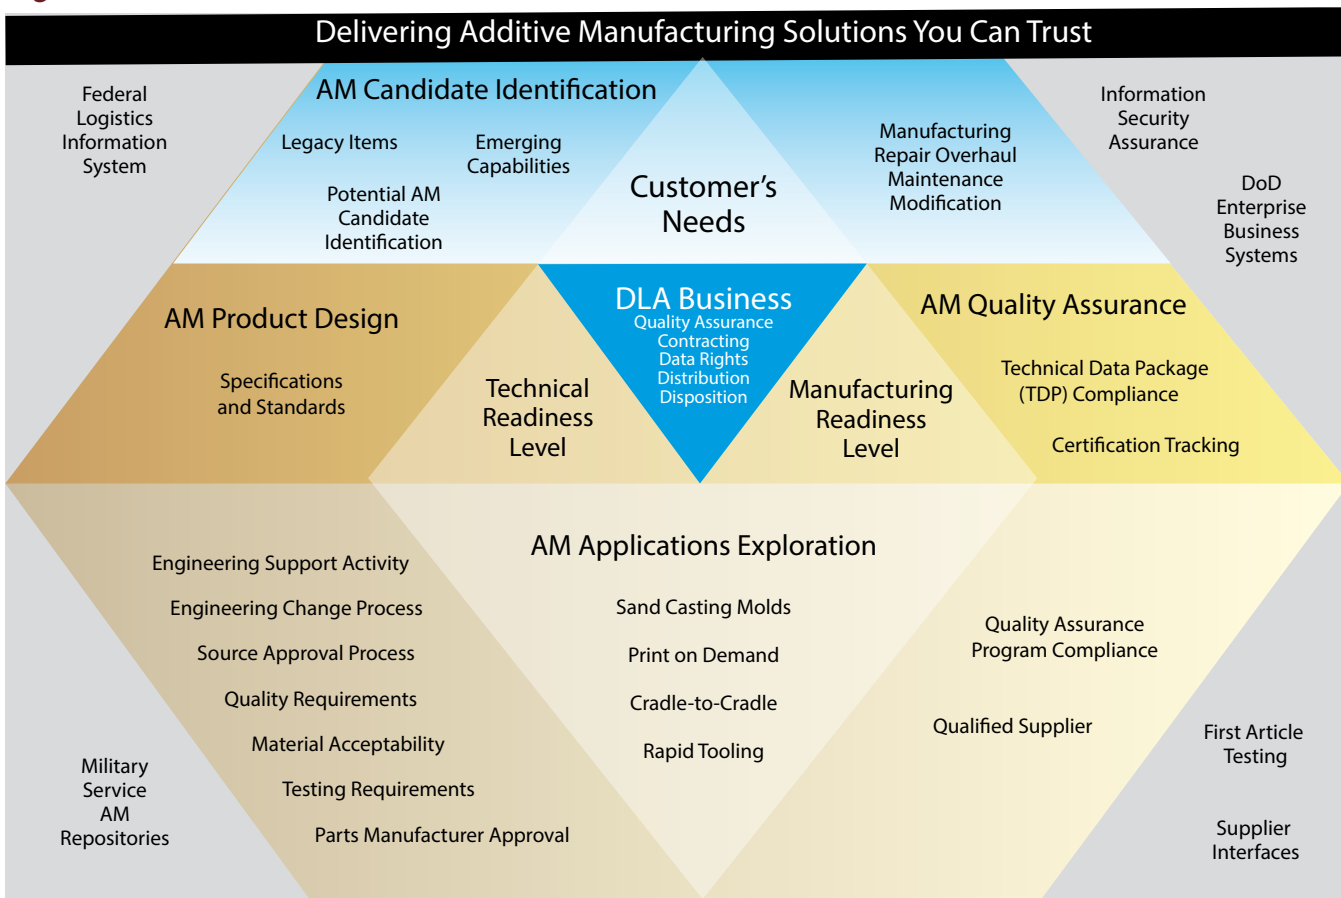 Delivering Additive Manufacturing Solutions You Can Trust
Federal
Logistics
Information
System
AM Candidate Identification
Legacy Items
Emerging
Capabilities
Potential AM
Candidate
Identification
Customer's
Needs
Manufacturing
Repair Overhaul
Maintenance
Modification
Information
Security
Assurance
DoD
Enterprise
Business
Systems
AM Product Design
Specifications
and Standards
Technical
Readiness
Level
DLA Business
Quality Assurance
Contracting
Data Rights
Distribution
Disposition
Manufacturing
Readiness
Level
AM Quality Assurance
Technical Data Package
(TDP) Compliance
Certification Tracking
Engineering Support Activity
Engineering Change Process
Source Approval Process
Quality Requirements
Material Acceptability
Testing Requirements
Parts Manufacturer Approval
AM Applications Exploration
Sand Casting Molds
Print on Demand
Cradle-to-Cradle
Rapid Tooling
Quality Assurance
Program Compliance
Qualified Supplier
Military
Service
AM
Repositories
First Article
Testing
Supplier
Interfaces